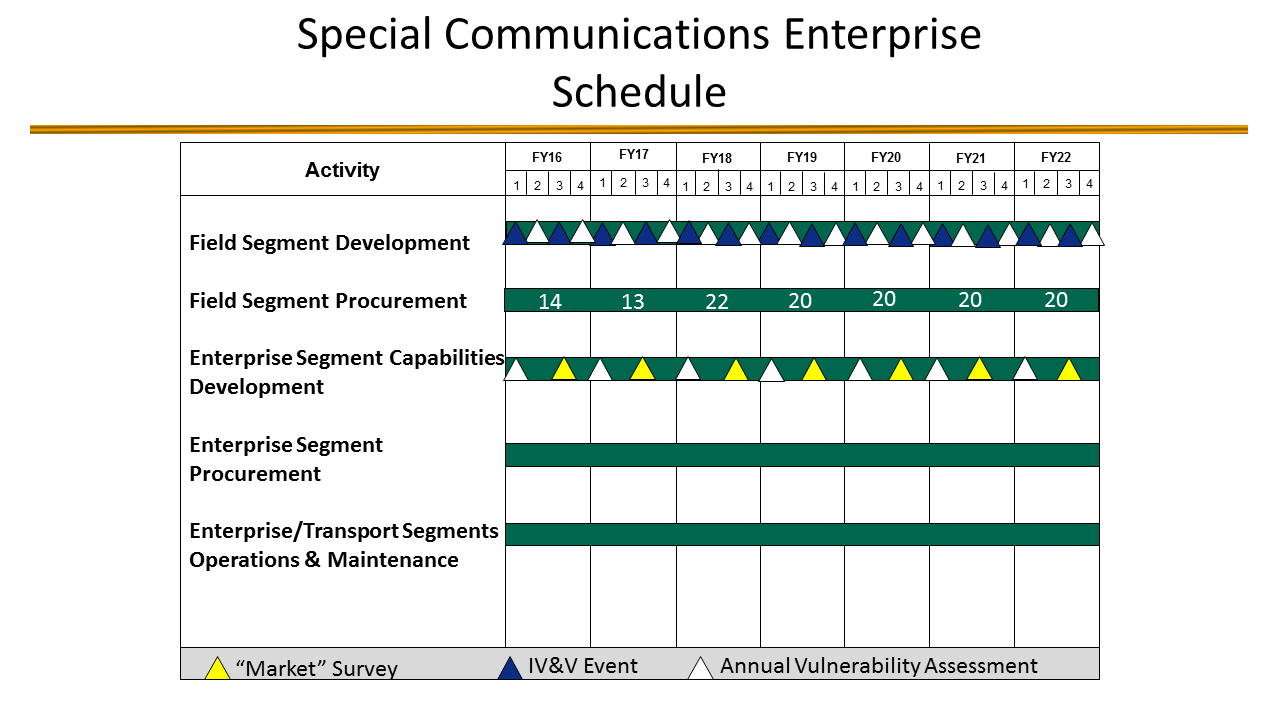 Special Communications Enterprise
Schedule
Activity
FY16 FY17 FY18 FY19 FY20 FY21 FY22
1 2 3 4 1 2 3 4 1 2 3 4 1 2 3 4 1 2 3 4 1 2 3 4 1 2 3 4
Field Segment Development
Field Segment Procurement 14 13 22 20 20 20 20
Enterprise Segment Capabilities
Development
Enterprise Segment
Procurement
Enterprise/Transport Segments
Operations & Maintenance
“Market” Survey IV&V Event Annual Vulnerability Assessment